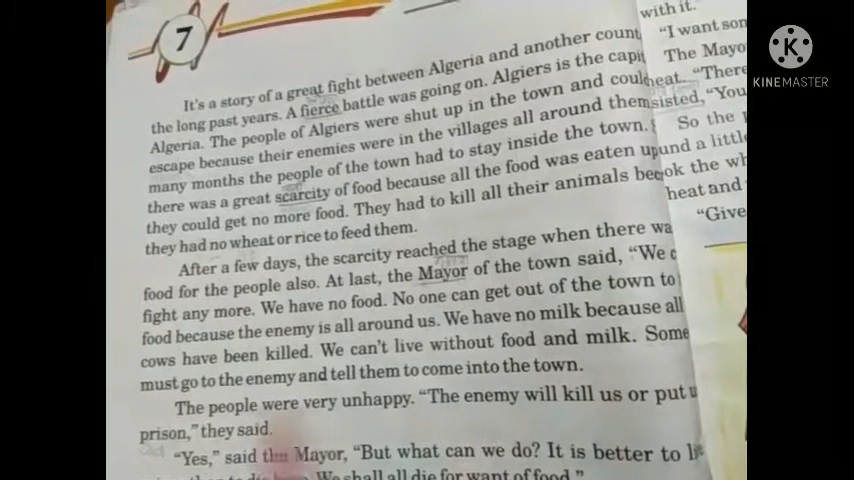 7
It's a story of a great fight between Algeria and another count
the long past years. A fierce battle was going on. Algiers is the capi
Algeria. The people of Algiers were shut up in the town and coul
escape because their enemies were in the villages all around them
many months the people of the town had to stay inside the town.
there was a great scarcity of food because all the food was eaten up
they could get no more food. They had to kill all their animals bec
they had no wheat or rice to feed them.
After a few days, the scarcity reached the stage when there wa
food for the people also. At last, the Mayor of the town said, "We c
fight any more. We have no food. No one can get out of the town to
food because the enemy is all around us. We have no milk because all
cows have been killed. We can't live without food and milk. Some
must go to the enemy and tell them to come into the town.
The people were very unhappy. "The enemy will kill us or put u
prison," they said.
"Yes," said the Mayor, "But what can we do? It is better to li
We shall all die for want of food."
with it."
"I want som
The Mayo
heat. "There
sisted, "You
So the
und a little
ok the wh
heat and
"Give
K
KINEMASTER